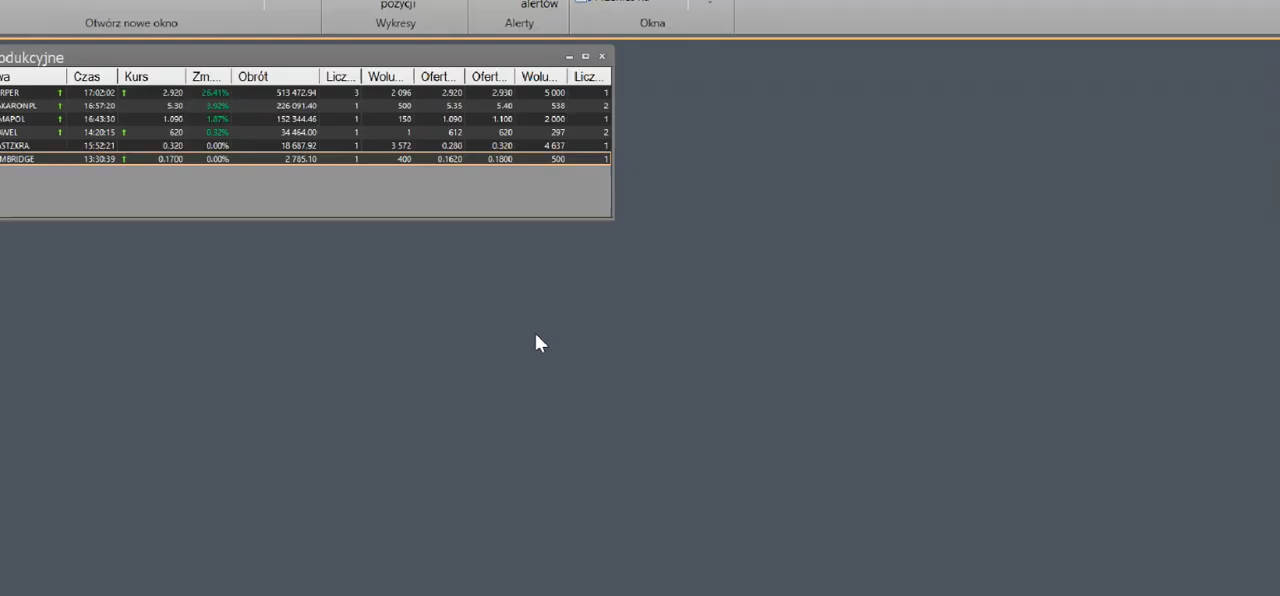 pozycji alertów
Otwórz nowe okno Wykresy Alerty Okna
odukcyjne
wa Czas Kurs Zm.... Obrót Licz... Wolu... Ofert... Ofert... Wolu... Licz...
RPER 17:02:02 2.920 26.41% 513 472.94 3 2 096 2.920 2.930 5 000 1
AKARONPL 16:57:20 5.30 3.92% 226 091.40 1 500 5.35 5.40 538 2
MAPOL 16:43:30 1.090 1.87% 152 344.46 1 150 1.090 1.100 2 000 1
AWEL 14:20:15 620 0.32% 34 464.00 1 1 612 620 297 2
ASTZKRA 15:52:21 0.320 0.00% 18 687.92 1 3 572 0.280 0.320 4 637 1
MBRIDGE 13:30:39 0.1700 0.00% 2 785.10 1 400 0.1620 0.1800 500 1